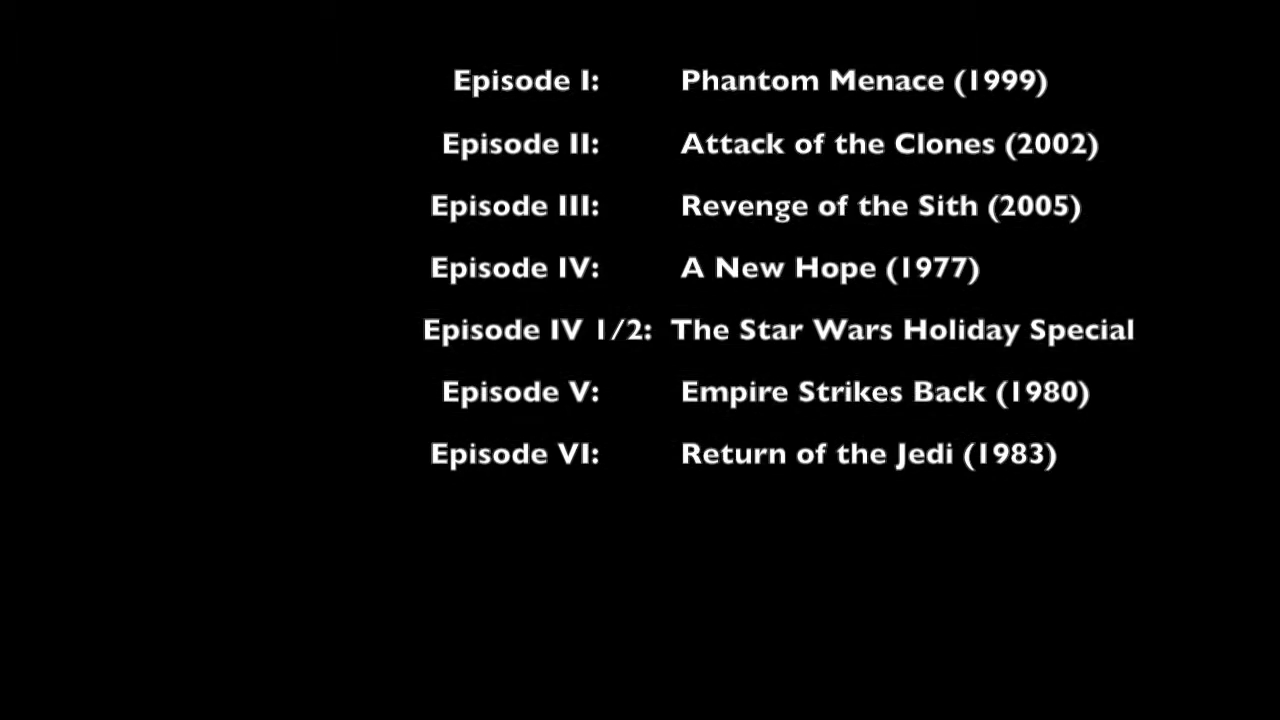 Episode I: Phantom Menace (1999)
Episode II: Attack of the Clones (2002)
Episode III: Revenge of the Sith (2005)
Episode IV: A New Hope (1977)
Episode IV 1/2: The Star Wars Holiday Special
Episode V: Empire Strikes Back (1980)
Episode VI: Return of the Jedi (1983)